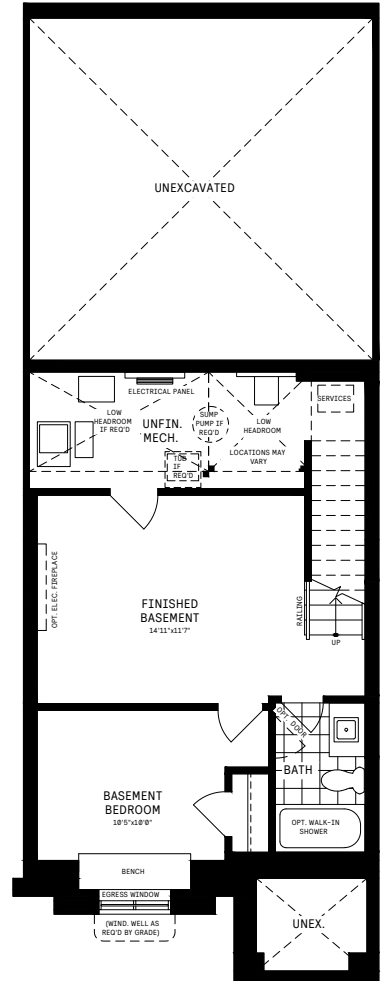 UNEXCAVATED
ELECTRICAL PANEL
SERVICES
LOW
HEADROOM
IF REQ'D
UNFIN.
MECH.
SUMP
PUMP IF
REQ'D
LOW
HEADROOM
LOCATIONS MAY
VARY
TUB
IF
REQ'D
OPT. ELEC. FIREPLACE
FINISHED
BASEMENT
14'11"x11'7"
RAILING
UP
OPT. DOOR
BATH
BASEMENT
BEDROOM
10'5"x10'0"
OPT. WALK-IN
SHOWER
BENCH
EGRESS WINDOW
(WIND. WELL AS
REQ'D BY GRADE)
UNEX.